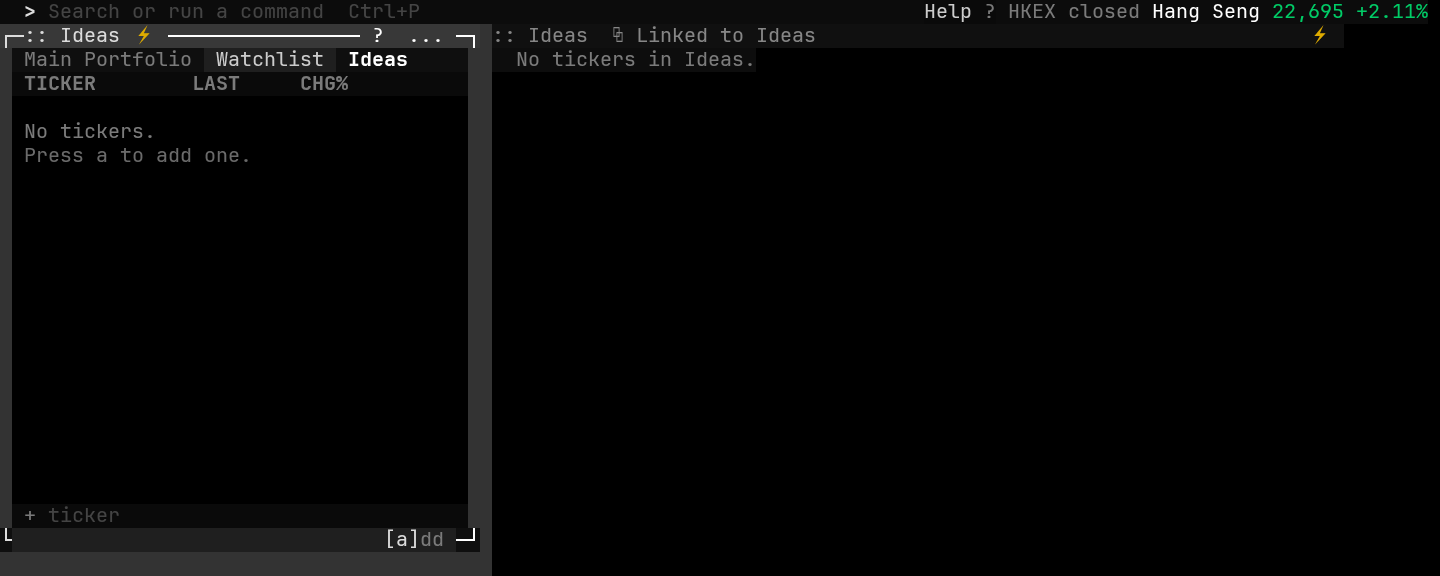 > Search or run a command  Ctrl+P  Help ? HKEX closed Hang Seng 22,695 +2.11%
:: Ideas ⚡ ? ... :: Ideas Linked to Ideas ⚡
Main Portfolio Watchlist Ideas No tickers in Ideas.
TICKER LAST CHG%
No tickers.
Press a to add one.
+ ticker
[a]dd